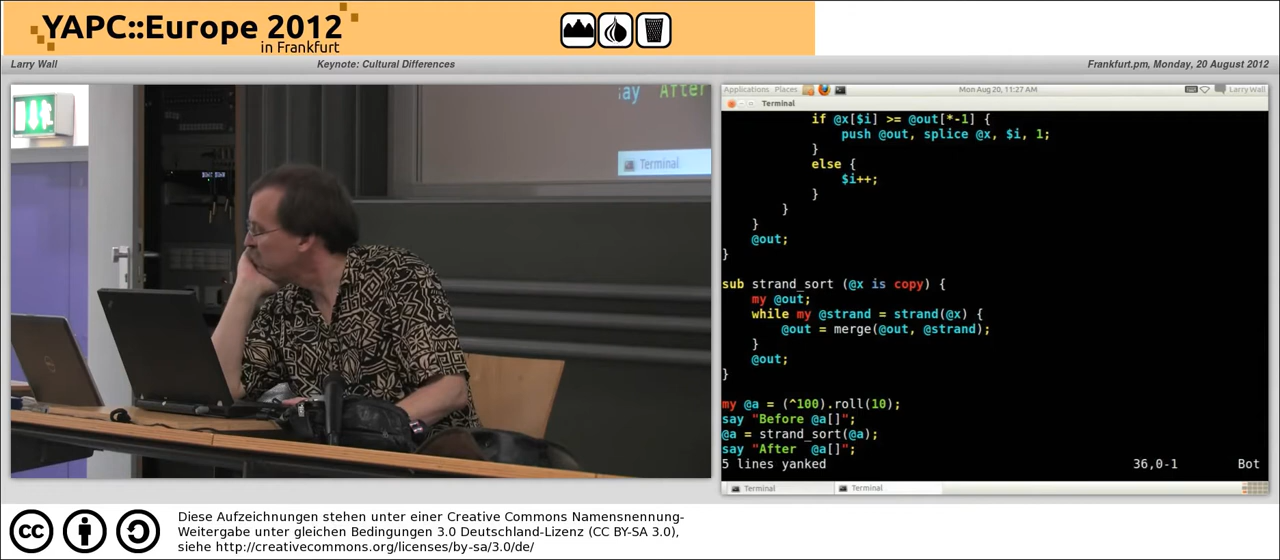 YAPC::Europe 2012
in Frankfurt
Larry Wall
Keynote: Cultural Differences
Frankfurt.pm, Monday, 20 August 2012
say "After
Terminal
Applications Places
Mon Aug 20, 11:27 AM
Larry Wall
Terminal
if @x[$i] >= @out[*-1] {
push @out, splice @x, $i, 1;
}
else {
$i++;
}
}
}
@out;
}
sub strand_sort (@x is copy) {
my @out;
while my @strand = strand(@x) {
@out = merge(@out, @strand);
}
@out;
}
my @a = (^100).roll(10);
say "Before @a[]";
@a = strand_sort(@a);
say "After  @a[]";
5 lines yanked 36,0-1 Bot
Terminal Terminal
cc
Diese Aufzeichnungen stehen unter einer Creative Commons Namensnennung-
Weitergabe unter gleichen Bedingungen 3.0 Deutschland-Lizenz (CC BY-SA 3.0),
siehe http://creativecommons.org/licenses/by-sa/3.0/de/